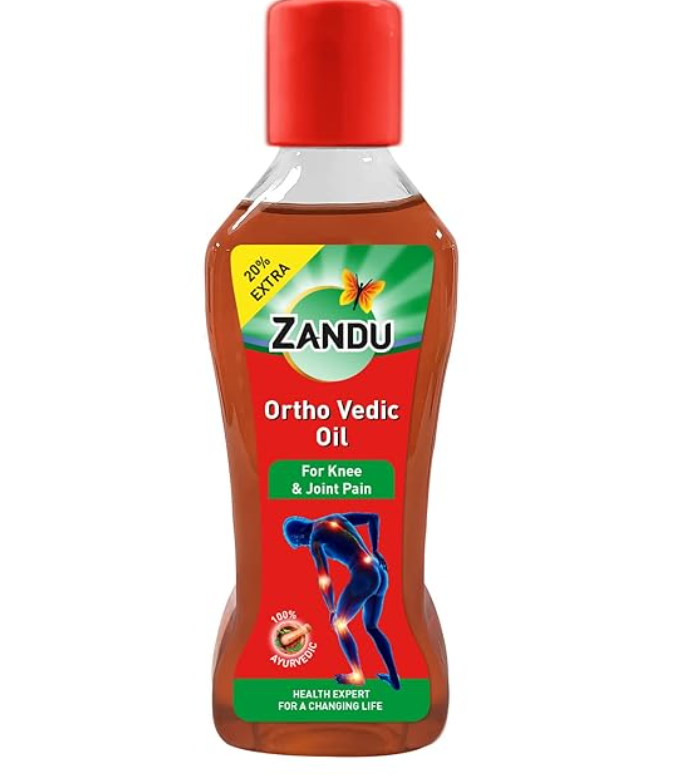 20%
EXTRA
ZANDU
Ortho Vedic
Oil
For Knee
& Joint Pain
100%
AYURVEDIC
HEALTH EXPERT
FOR A CHANGING LIFE